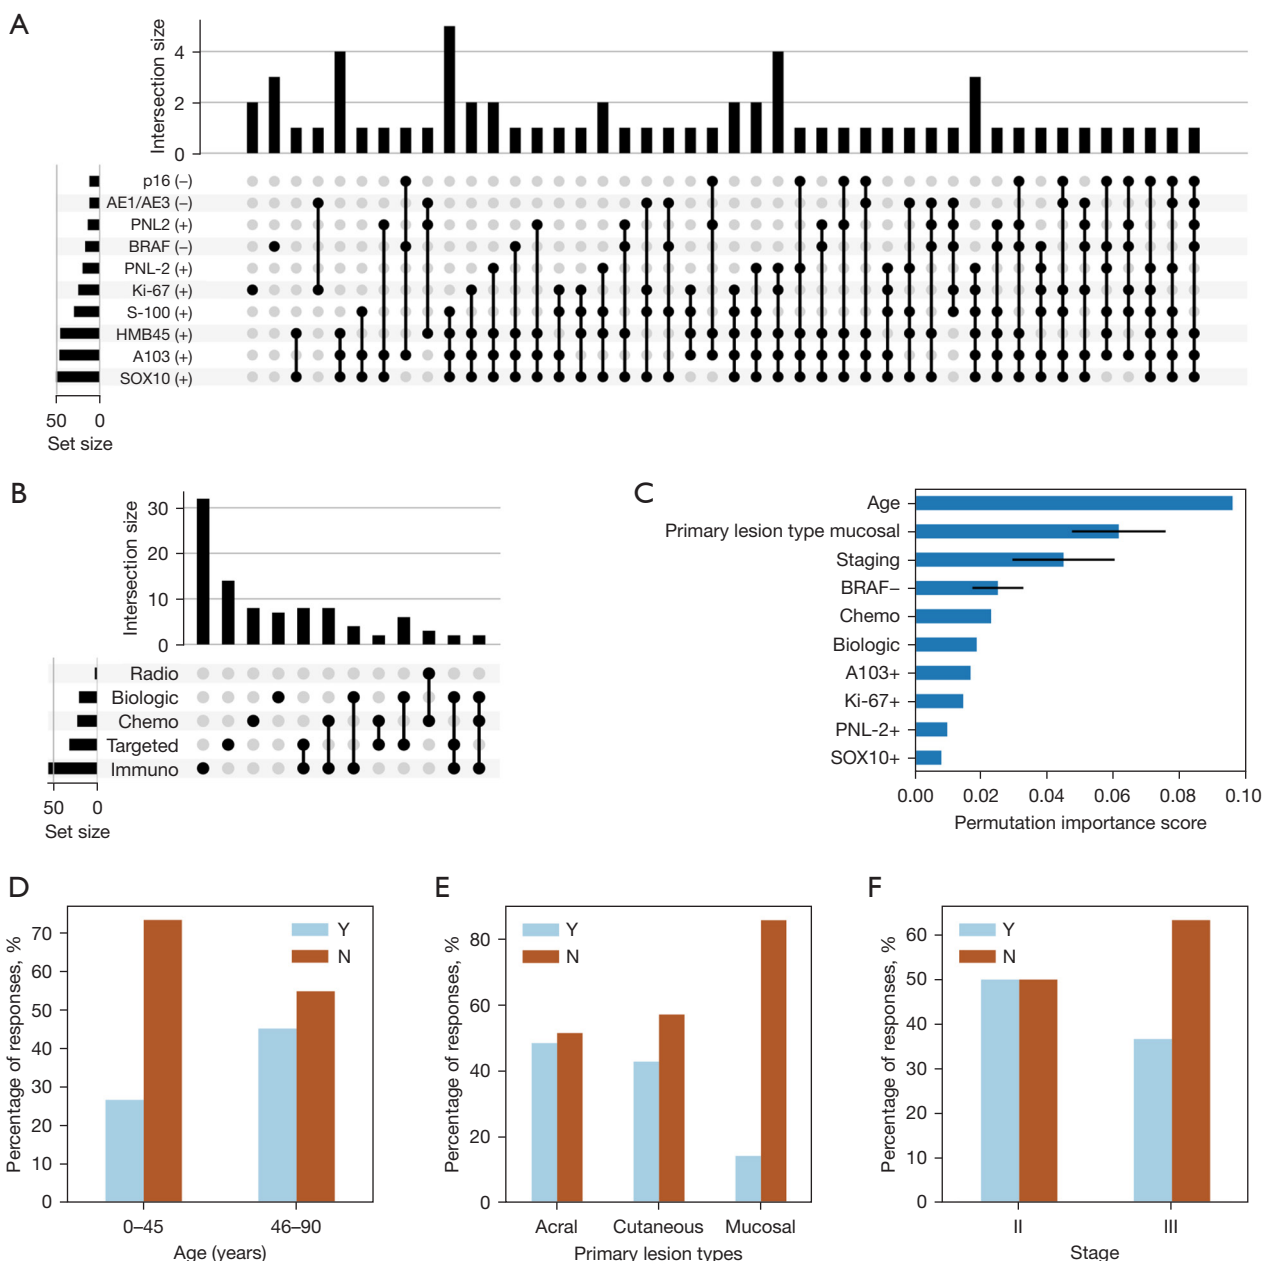 A
Intersection size
4
2
0
p16 (–)
AE1/AE3 (–)
PNL2 (+)
BRAF (–)
PNL-2 (+)
Ki-67 (+)
S-100 (+)
HMB45 (+)
A103 (+)
SOX10 (+)
50 0
Set size
B
Intersection size
30
20
10
0
Radio
Biologic
Chemo
Targeted
Immuno
50 0
Set size
C
Age
Primary lesion type mucosal
Staging
BRAF–
Chemo
Biologic
A103+
Ki-67+
PNL-2+
SOX10+
0.00 0.02 0.04 0.06 0.08 0.10
Permutation importance score
D
Percentage of responses, %
70
60
50
40
30
20
10
0
Y
N
0–45 46–90
Age (years)
E
Percentage of responses, %
80
60
40
20
0
Y
N
Acral Cutaneous Mucosal
Primary lesion types
F
Percentage of responses, %
60
50
40
30
20
10
0
Y
N
II III
Stage